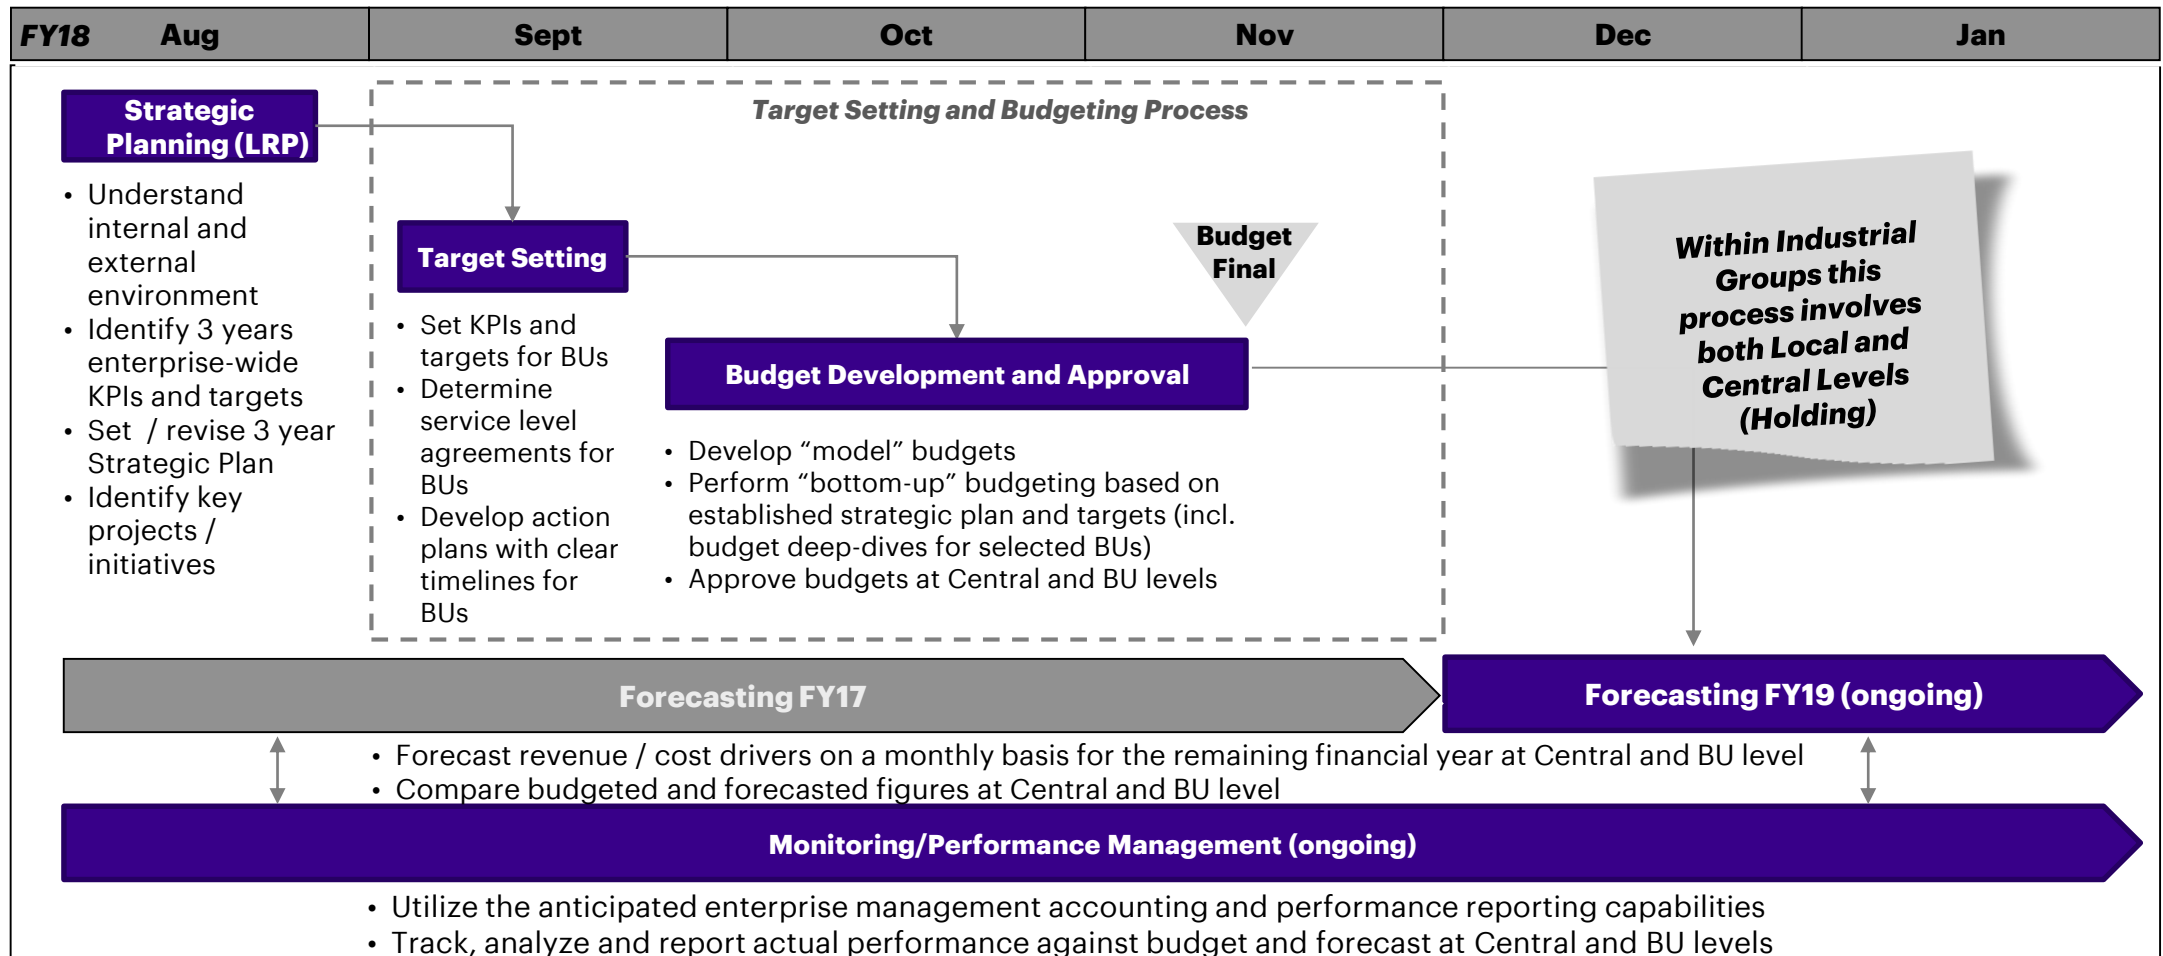 FY18 Aug Sept Oct Nov Dec Jan
Strategic
Planning (LRP)
• Understand
internal and
external
environment
• Identify 3 years
enterprise-wide
KPIs and targets
• Set / revise 3 year
Strategic Plan
• Identify key
projects /
initiatives
Target Setting and Budgeting Process
Target Setting
• Set KPIs and
targets for BUs
• Determine
service level
agreements for
BUs
• Develop action
plans with clear
timelines for
BUs
Budget
Final
Budget Development and Approval
• Develop “model” budgets
• Perform “bottom-up” budgeting based on
established strategic plan and targets (incl.
budget deep-dives for selected BUs)
• Approve budgets at Central and BU levels
Within Industrial
Groups this
process involves
both Local and
Central Levels
(Holding)
Forecasting FY17
Forecasting FY19 (ongoing)
• Forecast revenue / cost drivers on a monthly basis for the remaining financial year at Central and BU level
• Compare budgeted and forecasted figures at Central and BU level
Monitoring/Performance Management (ongoing)
• Utilize the anticipated enterprise management accounting and performance reporting capabilities
• Track, analyze and report actual performance against budget and forecast at Central and BU levels